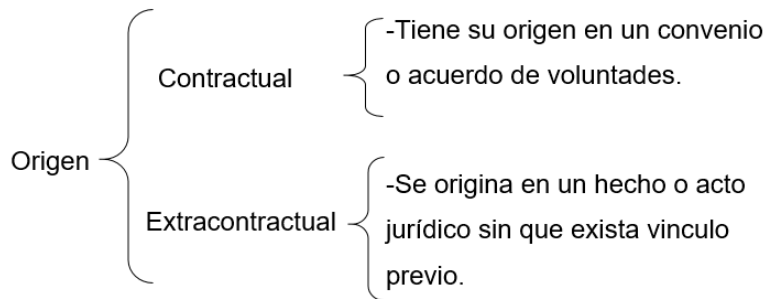 -Tiene su origen en un convenio
o acuerdo de voluntades.
Contractual
Origen
-Se origina en un hecho o acto
Extracontractual
jurídico sin que exista vinculo
previo.